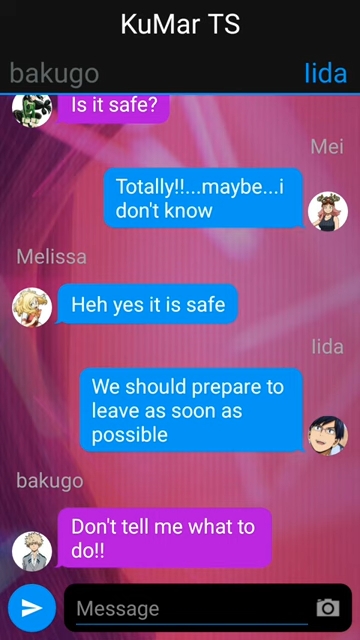 KuMar TS
bakugo
Iida
Is it safe?
Mei
Totally!!...maybe...i
don't know
Melissa
Heh yes it is safe
Iida
We should prepare to
leave as soon as
possible
bakugo
Don't tell me what to
do!!
Message